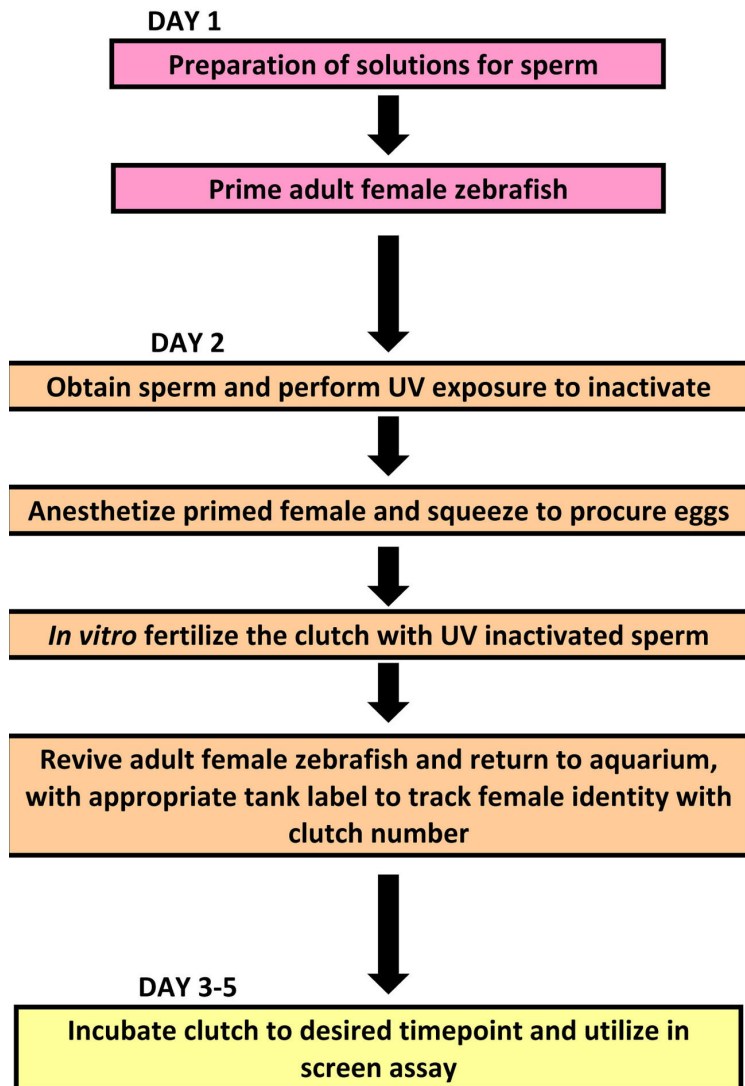 DAY 1
Preparation of solutions for sperm
Prime adult female zebrafish
DAY 2
Obtain sperm and perform UV exposure to inactivate
Anesthetize primed female and squeeze to procure eggs
In vitro fertilize the clutch with UV inactivated sperm
Revive adult female zebrafish and return to aquarium,
with appropriate tank label to track female identity with
clutch number
DAY 3-5
Incubate clutch to desired timepoint and utilize in
screen assay